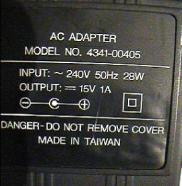 AC ADAPTER
MODEL NO. 4341-00405
INPUT: ~ 240V 50Hz 28W
OUTPUT: ⎓ 15V 1A
DANGER-DO NOT REMOVE COVER
MADE IN TAIWAN